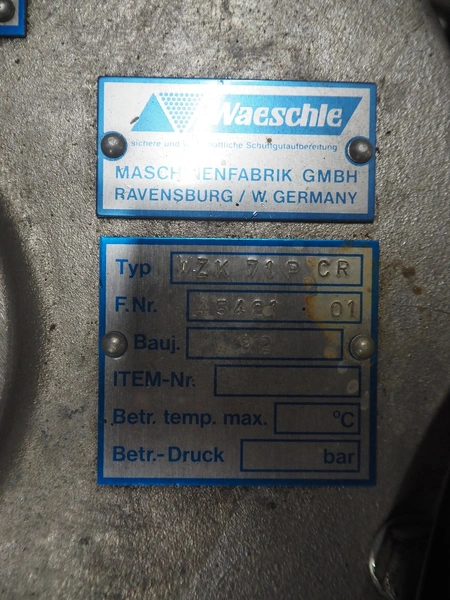 Waeschle
sichere und Schüttgutaufbereitung
MASCHINENFABRIK GMBH
RAVENSBURG / W. GERMANY
Typ ZK 71 P CR
F.Nr. 01
Bauj.
ITEM-Nr.
Betr. temp. max. °C
Betr.-Druck bar